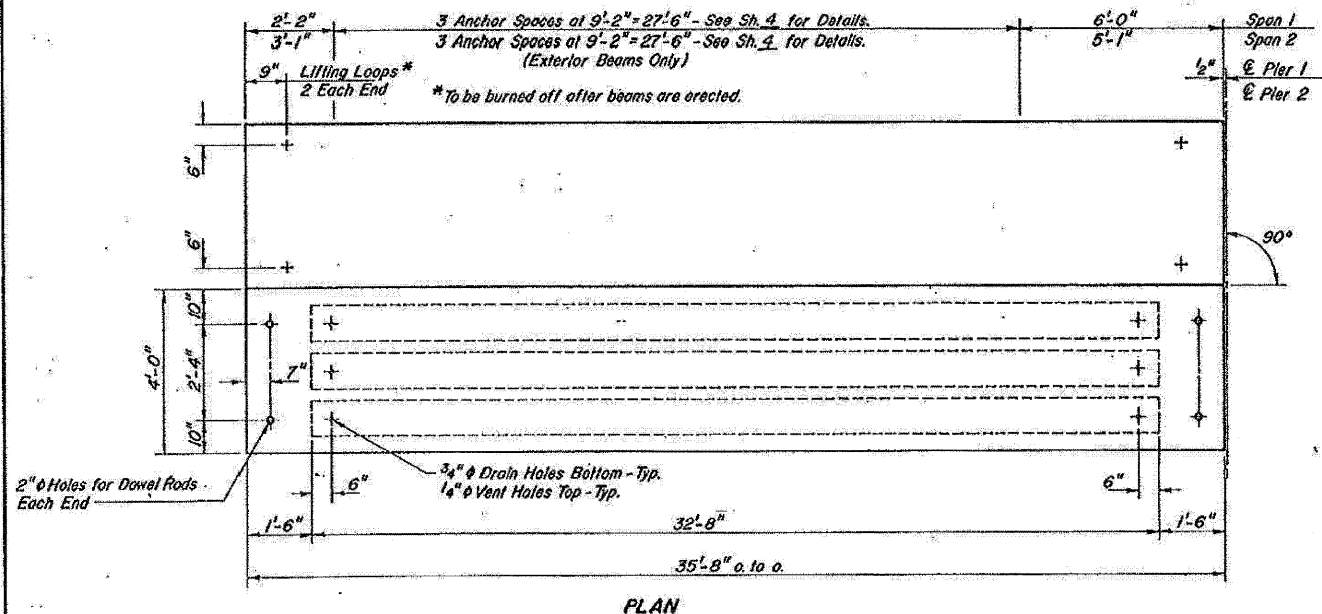 2'-2" 3 Anchor Spaces at 9'-2" = 27'-6" - See Sh. 4 for Details. 6'-0" Span 1
3'-1" 3 Anchor Spaces at 9'-2" = 27'-6" - See Sh. 4 for Details. 5'-1" Span 2
(Exterior Beams Only)
9" Lifting Loops * ½" ℄ Pier 1
2 Each End * To be burned off after beams are erected. ℄ Pier 2
6"
6"
90°
10"
4'-0" 2'-4" 7"
10"
2" ϕ Holes for Dowel Rods
Each End
¾" ϕ Drain Holes Bottom - Typ.
¼" ϕ Vent Holes Top - Typ.
6" 6"
1'-6" 32'-8" 1'-6"
35'-8" o. to o.
PLAN